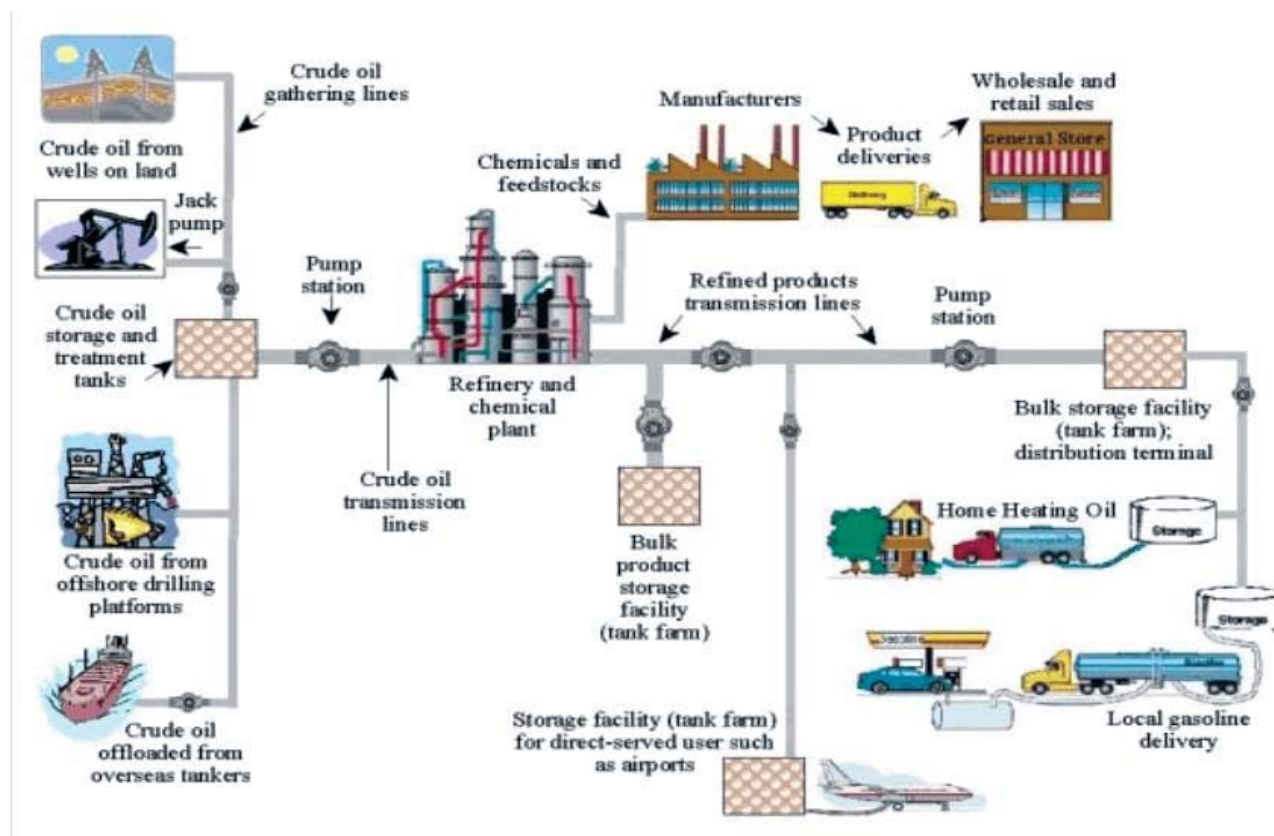 Crude oil
gathering lines
Crude oil from
wells on land
Jack
pump
Crude oil
storage and
treatment
tanks
Pump
station
Crude oil from
offshore drilling
platforms
Crude oil
offloaded from
overseas tankers
Crude oil
transmission
lines
Refinery and
chemical
plant
Chemicals and
feedstocks
Manufacturers
Product
deliveries
Delivery
Wholesale and
retail sales
General Store
Refined products
transmission lines
Pump
station
Bulk
product
storage
facility
(tank farm)
Storage facility (tank farm)
for direct-served user such
as airports
Bulk storage facility
(tank farm);
distribution terminal
Home Heating Oil
Storage
Storage
Local gasoline
delivery